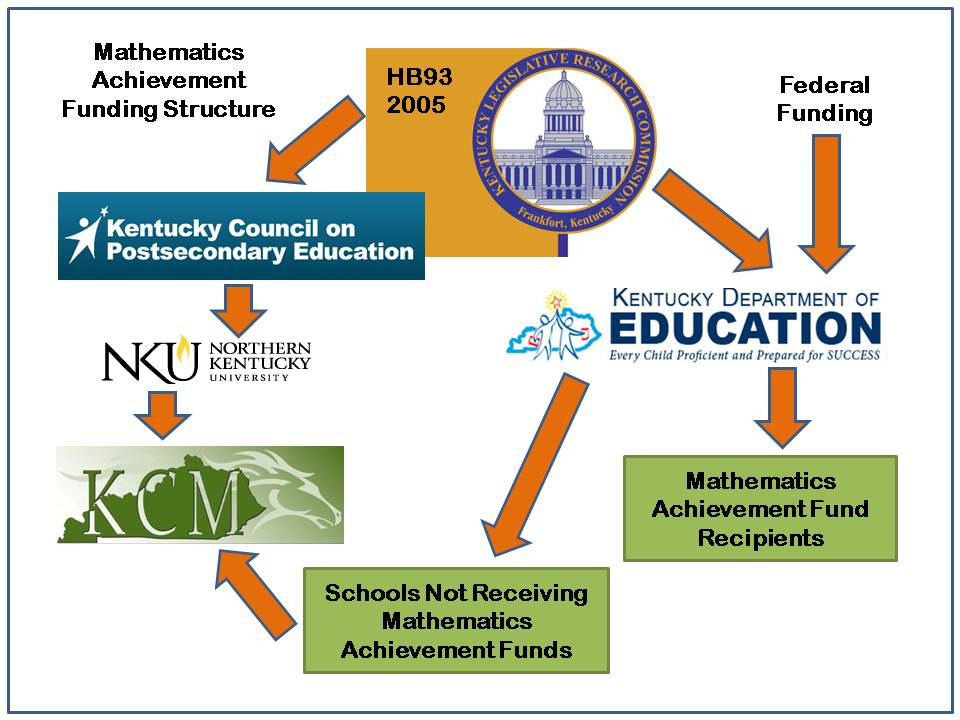 Mathematics
Achievement
Funding Structure
HB93
2005
KENTUCKY LEGISLATIVE RESEARCH COMMISSION
Frankfort, Kentucky
Federal
Funding
Kentucky Council on
Postsecondary Education
KENTUCKY DEPARTMENT OF
EDUCATION
Every Child Proficient and Prepared for SUCCESS
NKU
NORTHERN
KENTUCKY
UNIVERSITY
KCM
Mathematics
Achievement Fund
Recipients
Schools Not Receiving
Mathematics
Achievement Funds